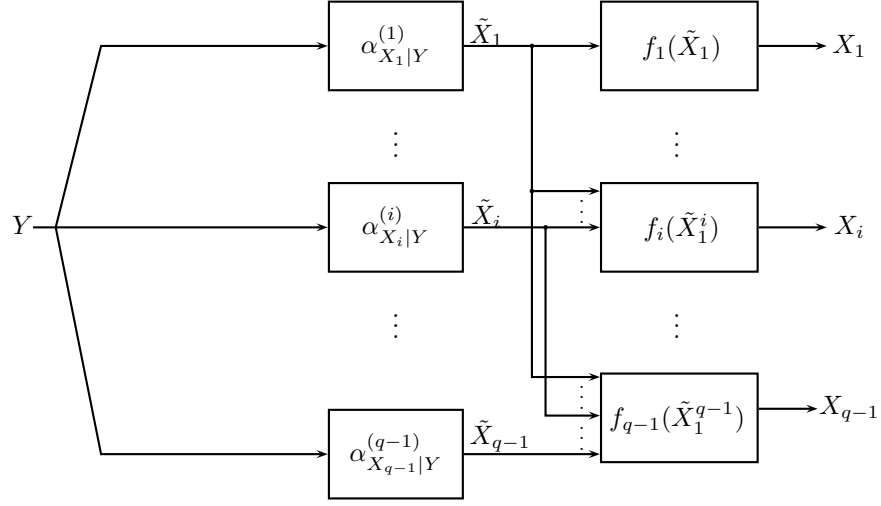 α^{(1)}_{X_1|Y} X̃_1 f_1(X̃_1) X_1
⋮ ⋮
Y α^{(i)}_{X_i|Y} X̃_i ⋮ f_i(X̃_1^i) X_i
⋮ ⋮
α^{(q−1)}_{X_{q−1}|Y} X̃_{q−1} ⋮ ⋮ f_{q−1}(X̃_1^{q−1}) X_{q−1}